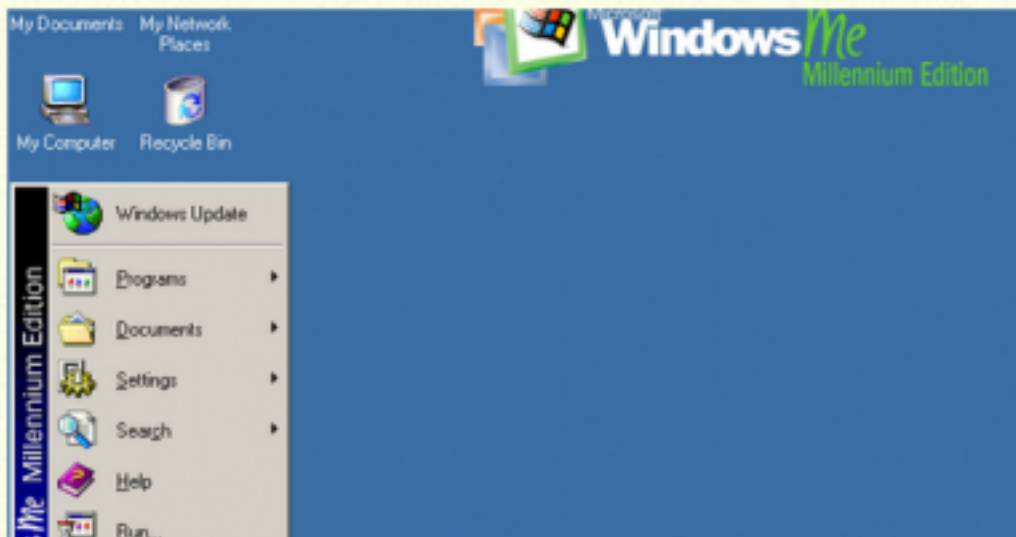 My Documents
My Network Places
My Computer
Recycle Bin
Microsoft
Windows Me
Millennium Edition
Windows Update
Programs
Documents
Settings
Search
Help
Run...
Me Millennium Edition